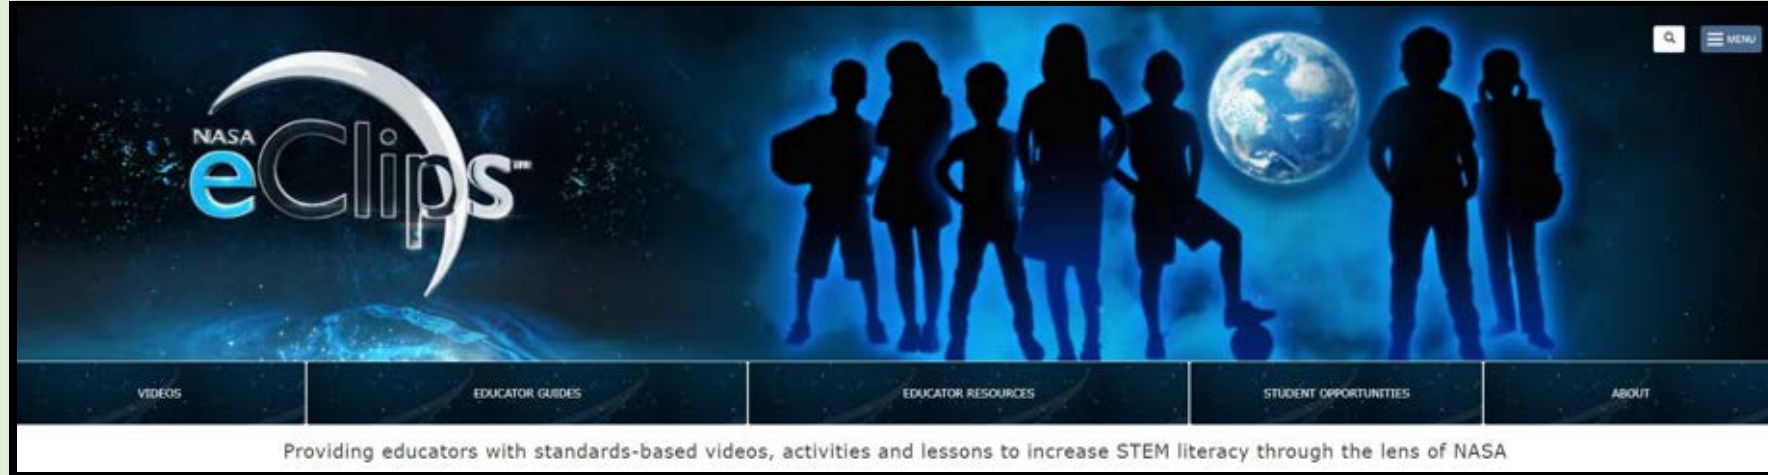 MENU
NASA
eClips℠
VIDEOS
EDUCATOR GUIDES
EDUCATOR RESOURCES
STUDENT OPPORTUNITIES
ABOUT
Providing educators with standards-based videos, activities and lessons to increase STEM literacy through the lens of NASA